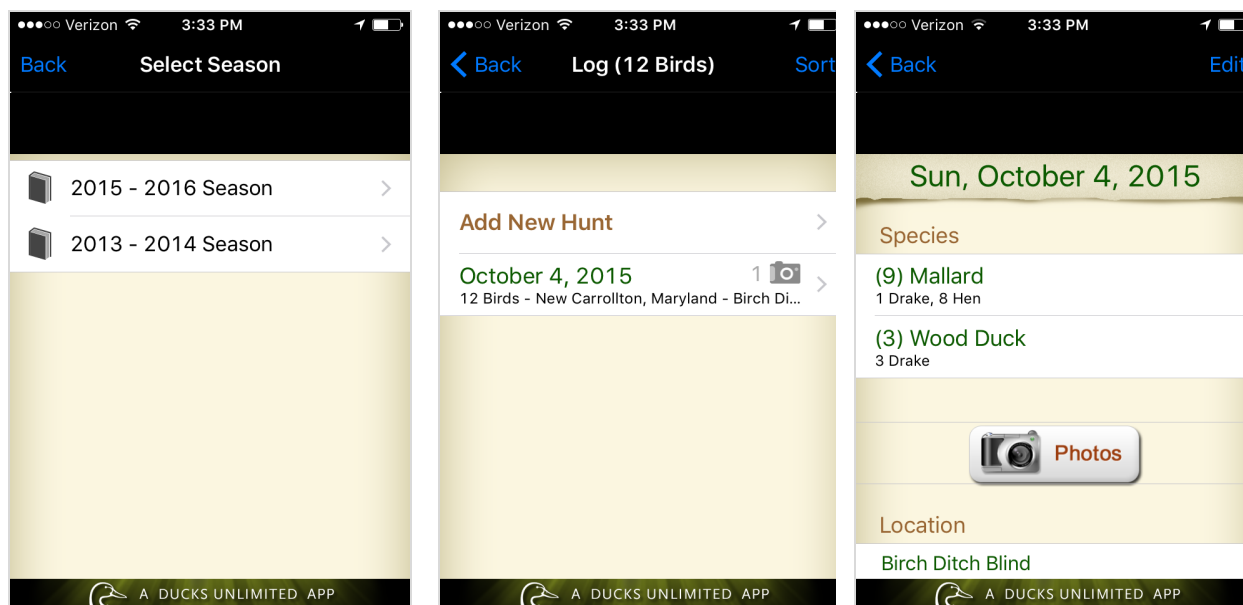 Verizon 3:33 PM
Back Select Season
2015 - 2016 Season
2013 - 2014 Season
A DUCKS UNLIMITED APP
Verizon 3:33 PM
Back Log (12 Birds) Sort
Add New Hunt
October 4, 2015 1
12 Birds - New Carrollton, Maryland - Birch Di...
A DUCKS UNLIMITED APP
Verizon 3:33 PM
Back Edit
Sun, October 4, 2015
Species
(9) Mallard
1 Drake, 8 Hen
(3) Wood Duck
3 Drake
Photos
Location
Birch Ditch Blind
A DUCKS UNLIMITED APP